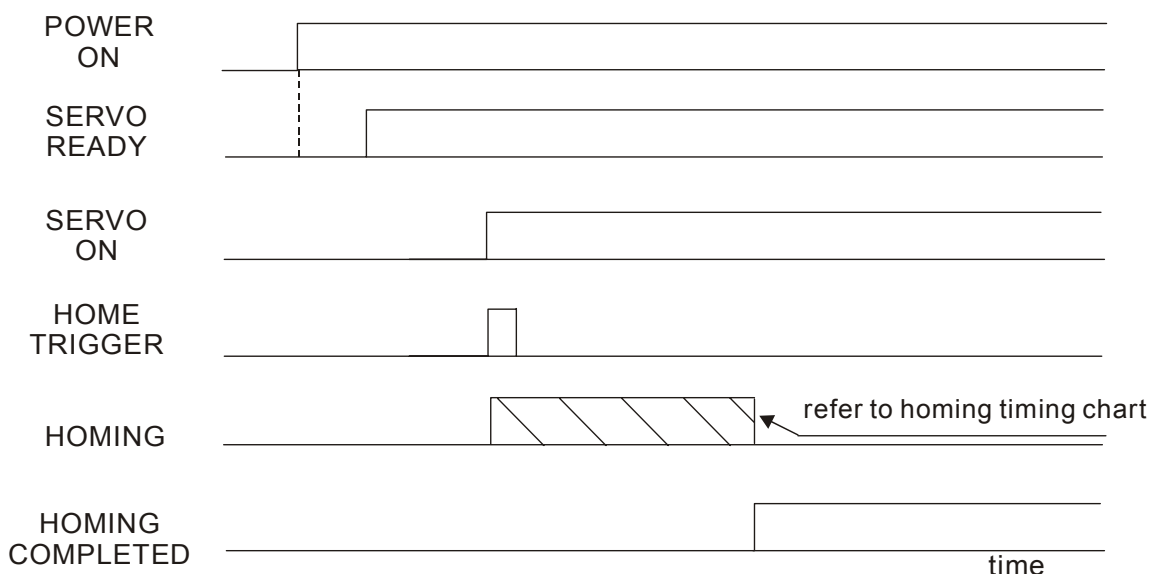 POWER
ON
SERVO
READY
SERVO
ON
HOME
TRIGGER
HOMING
refer to homing timing chart
HOMING
COMPLETED
time